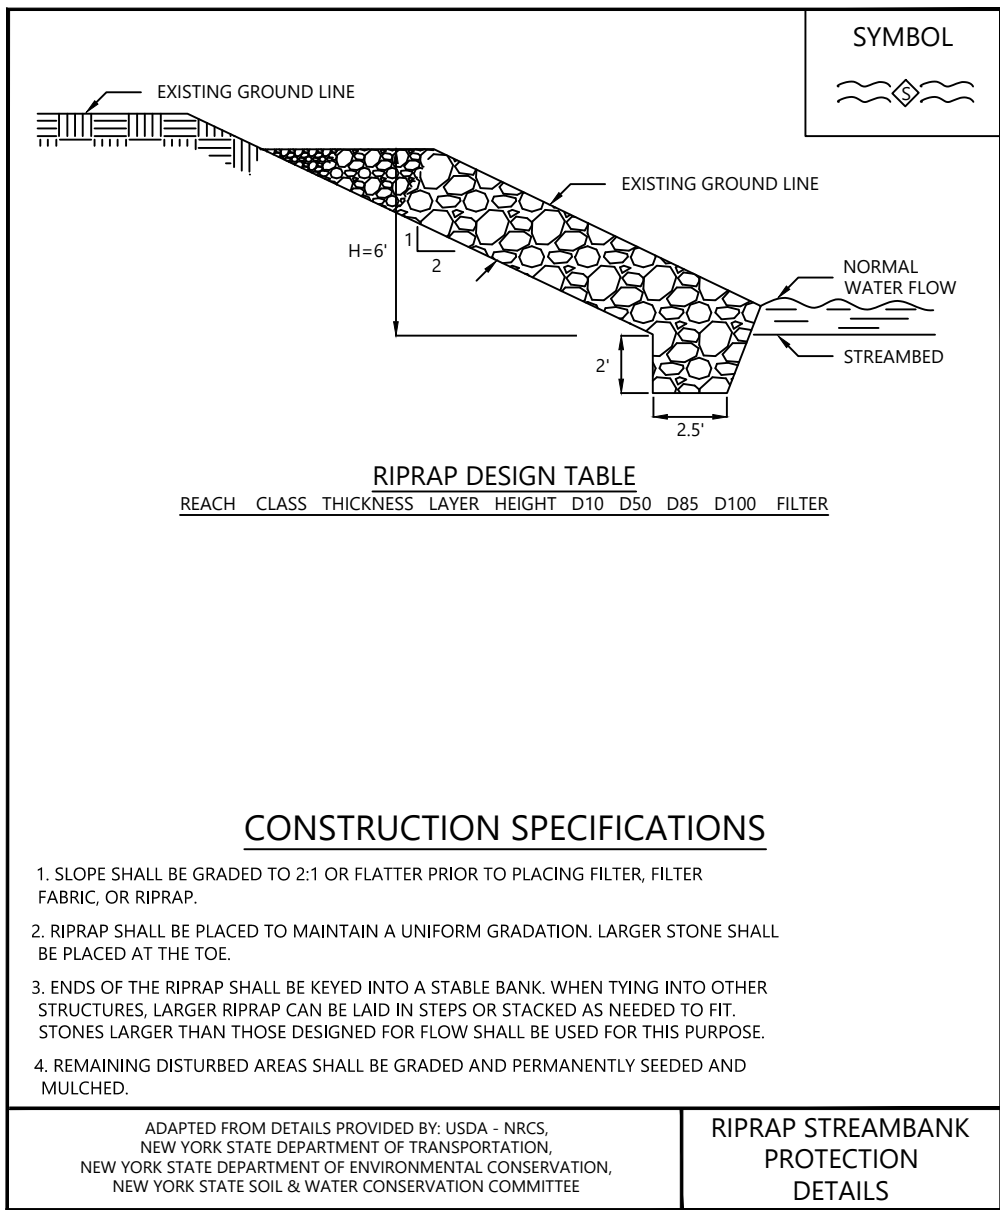 SYMBOL
S
EXISTING GROUND LINE
EXISTING GROUND LINE
H=6'
1
2
NORMAL
WATER FLOW
STREAMBED
2'
2.5'
RIPRAP DESIGN TABLE
REACH CLASS THICKNESS LAYER HEIGHT D10 D50 D85 D100 FILTER
CONSTRUCTION SPECIFICATIONS
1. SLOPE SHALL BE GRADED TO 2:1 OR FLATTER PRIOR TO PLACING FILTER, FILTER
FABRIC, OR RIPRAP.
2. RIPRAP SHALL BE PLACED TO MAINTAIN A UNIFORM GRADATION. LARGER STONE SHALL
BE PLACED AT THE TOE.
3. ENDS OF THE RIPRAP SHALL BE KEYED INTO A STABLE BANK. WHEN TYING INTO OTHER
STRUCTURES, LARGER RIPRAP CAN BE LAID IN STEPS OR STACKED AS NEEDED TO FIT.
STONES LARGER THAN THOSE DESIGNED FOR FLOW SHALL BE USED FOR THIS PURPOSE.
4. REMAINING DISTURBED AREAS SHALL BE GRADED AND PERMANENTLY SEEDED AND
MULCHED.
ADAPTED FROM DETAILS PROVIDED BY: USDA - NRCS,
NEW YORK STATE DEPARTMENT OF TRANSPORTATION,
NEW YORK STATE DEPARTMENT OF ENVIRONMENTAL CONSERVATION,
NEW YORK STATE SOIL & WATER CONSERVATION COMMITTEE
RIPRAP STREAMBANK
PROTECTION
DETAILS